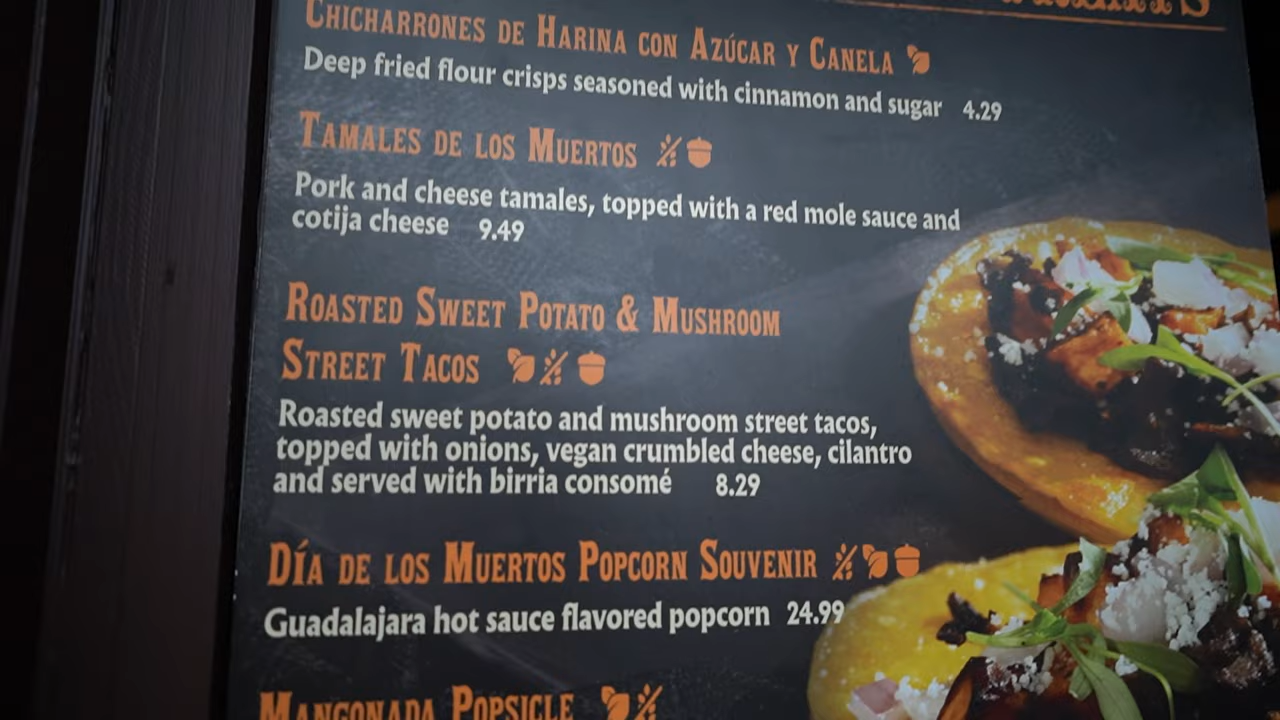 Chicharrones de Harina con Azúcar y Canela
Deep fried flour crisps seasoned with cinnamon and sugar 4.29
Tamales de los Muertos
Pork and cheese tamales, topped with a red mole sauce and
cotija cheese 9.49
Roasted Sweet Potato & Mushroom
Street Tacos
Roasted sweet potato and mushroom street tacos,
topped with onions, vegan crumbled cheese, cilantro
and served with birria consomé 8.29
Día de los Muertos Popcorn Souvenir
Guadalajara hot sauce flavored popcorn 24.99
Mangonada Popsicle